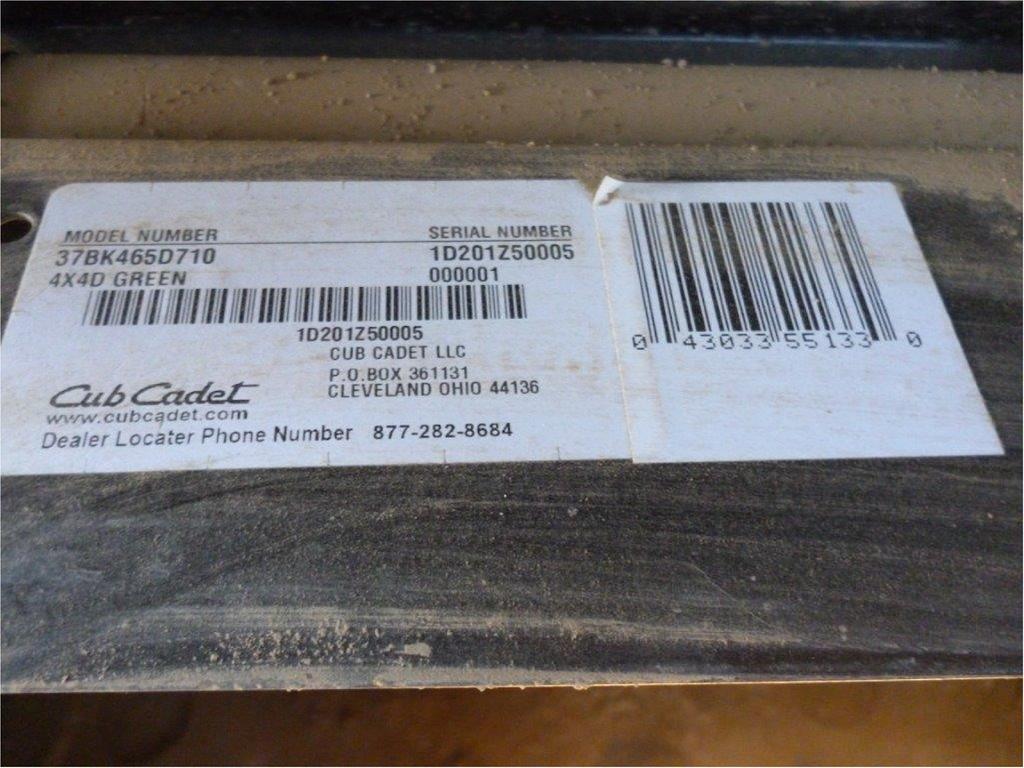 MODEL NUMBER SERIAL NUMBER
37BK465D710 1D201Z50005
4X4D GREEN 000001
1D201Z50005
CUB CADET LLC
P.O.BOX 361131
CLEVELAND OHIO 44136
Cub Cadet
www.cubcadet.com
Dealer Locater Phone Number 877-282-8684
0 43033 55133 0